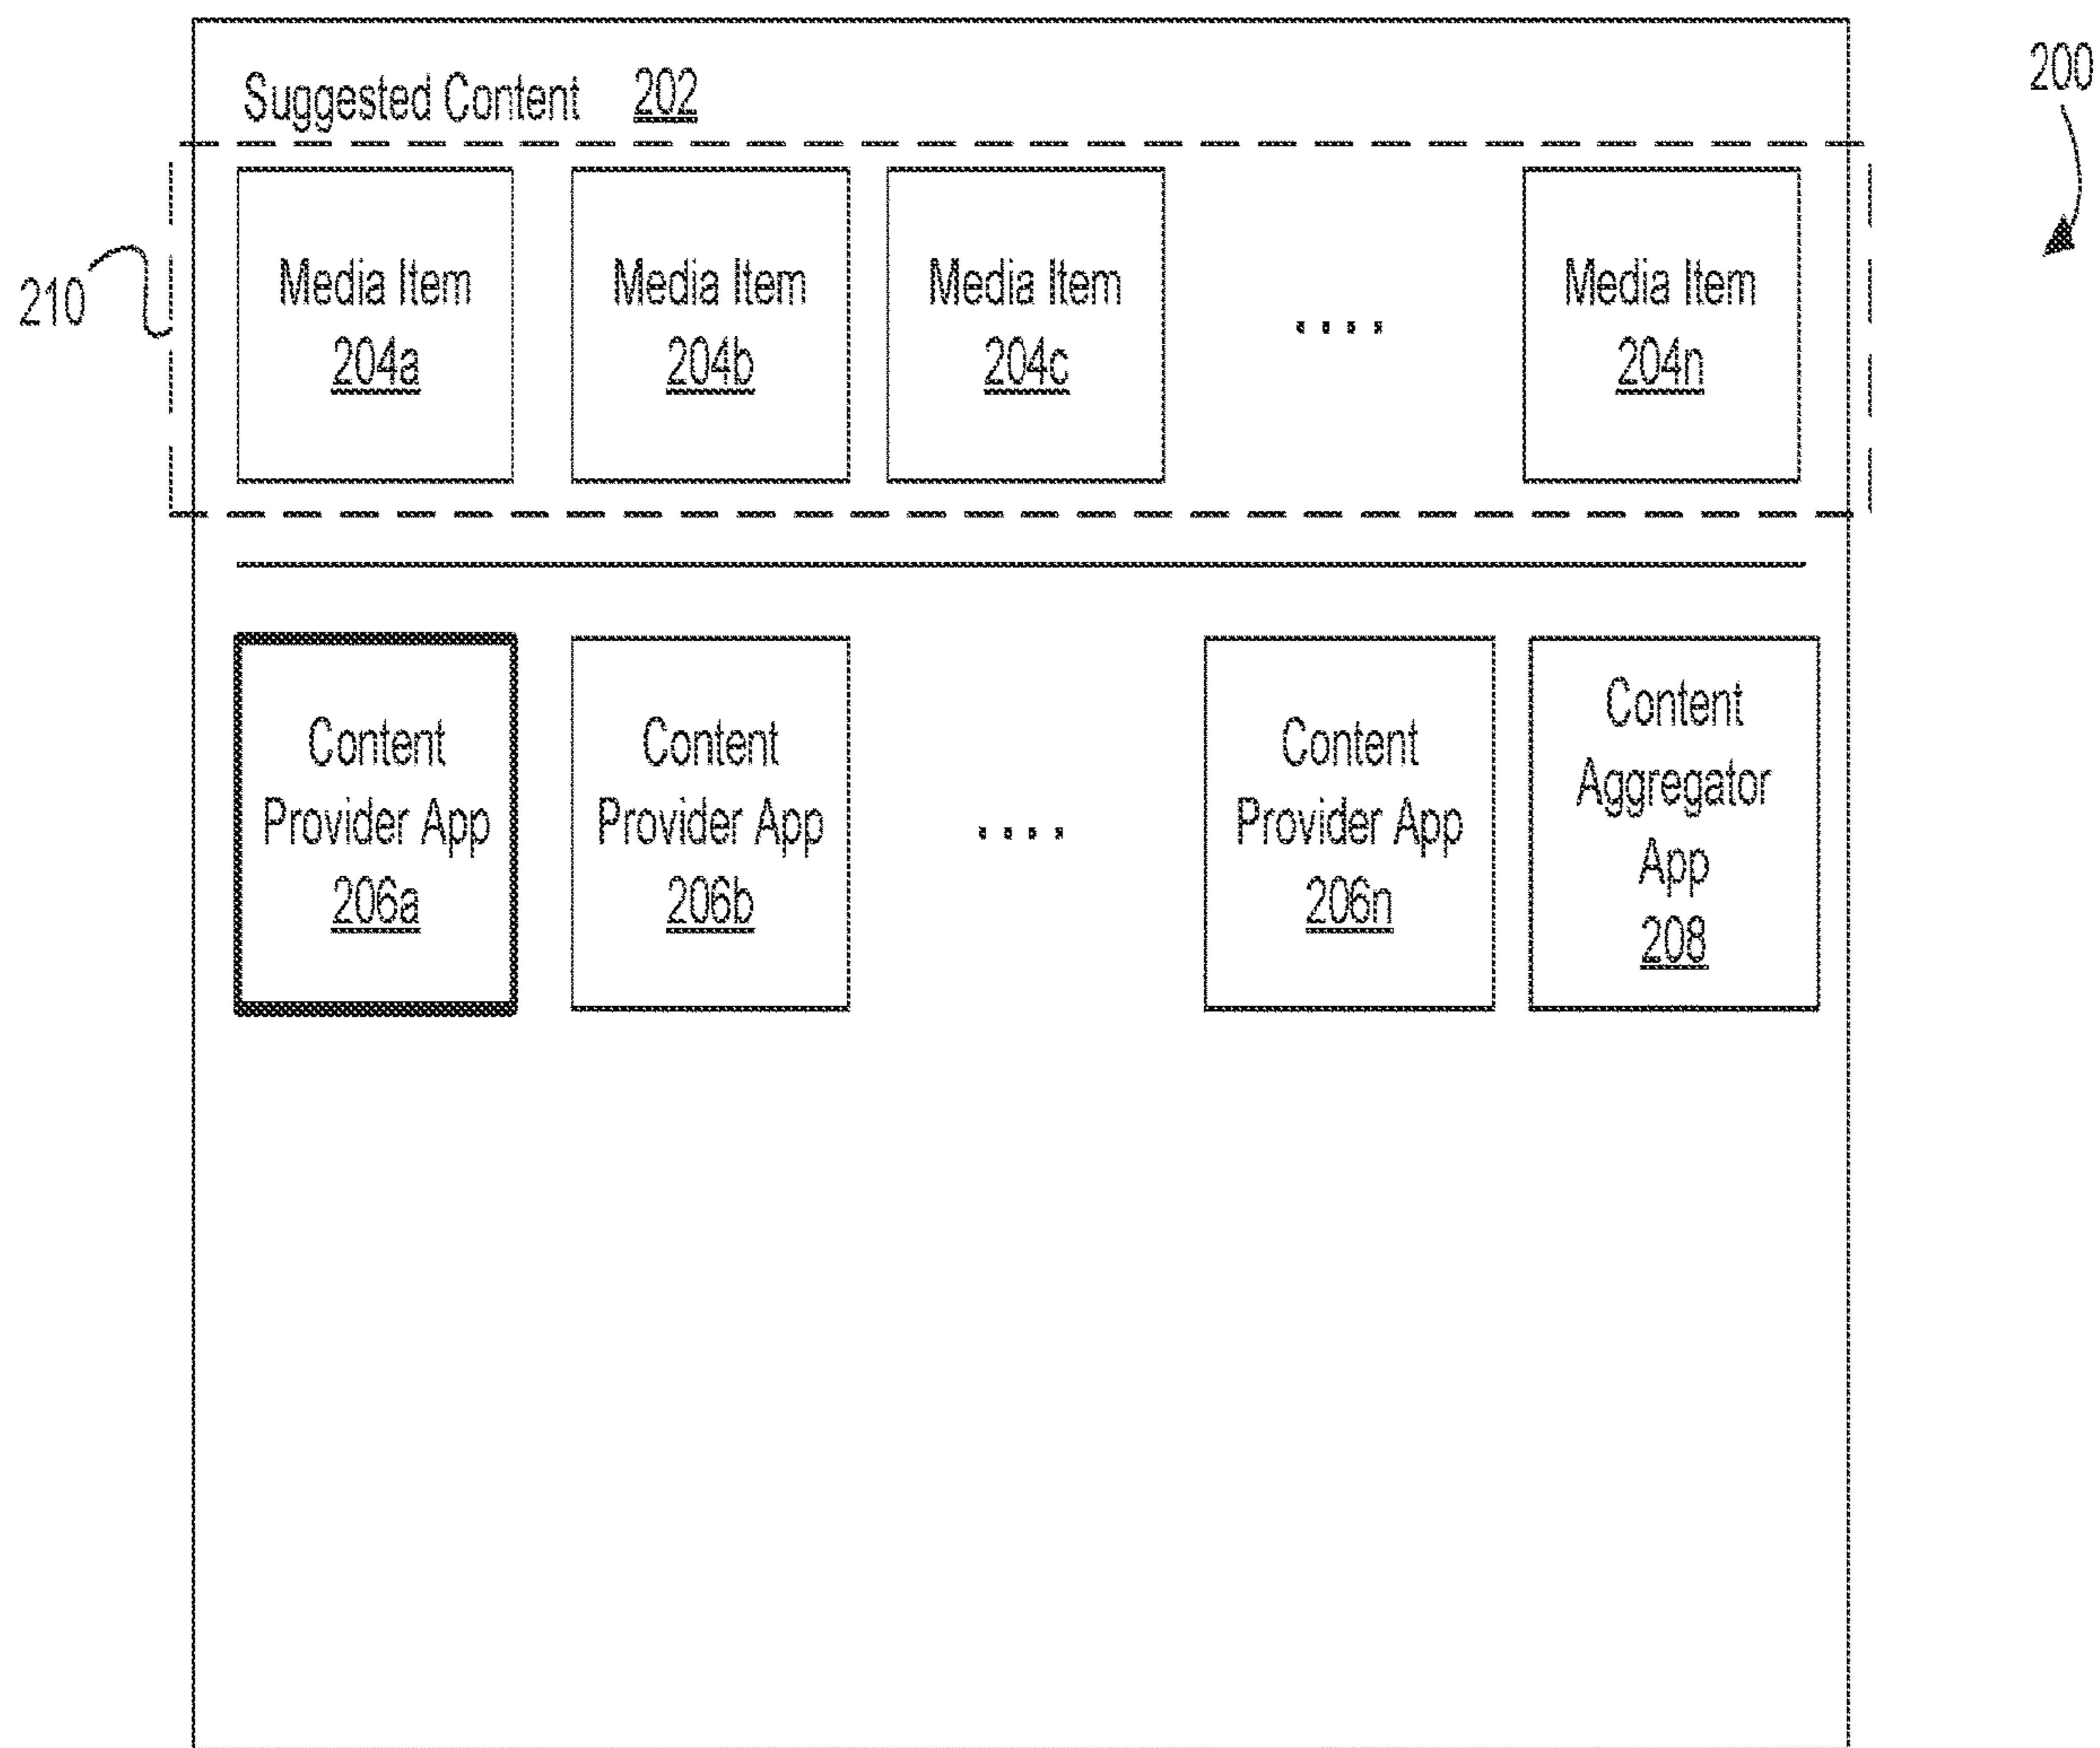 Suggested Content 202
200
210
Media Item
204a
Media Item
204b
Media Item
204c
....
Media Item
204n
Content
Provider App
206a
Content
Provider App
206b
....
Content
Provider App
206n
Content
Aggregator
App
208